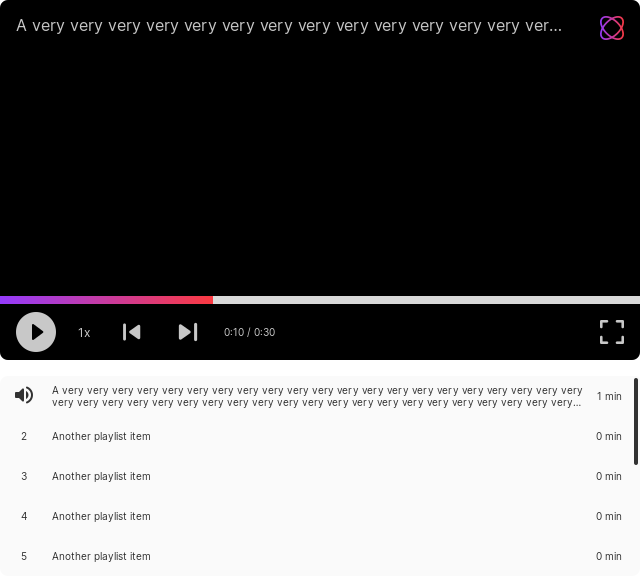 A very very very very very very very very very very very very very ver...
1x
0:10 / 0:30
A very very very very very very very very very very very very very very very very very very very very very
very very very very very very very very very very very very very very very very very very very very very...
1 min
2 Another playlist item 0 min
3 Another playlist item 0 min
4 Another playlist item 0 min
5 Another playlist item 0 min